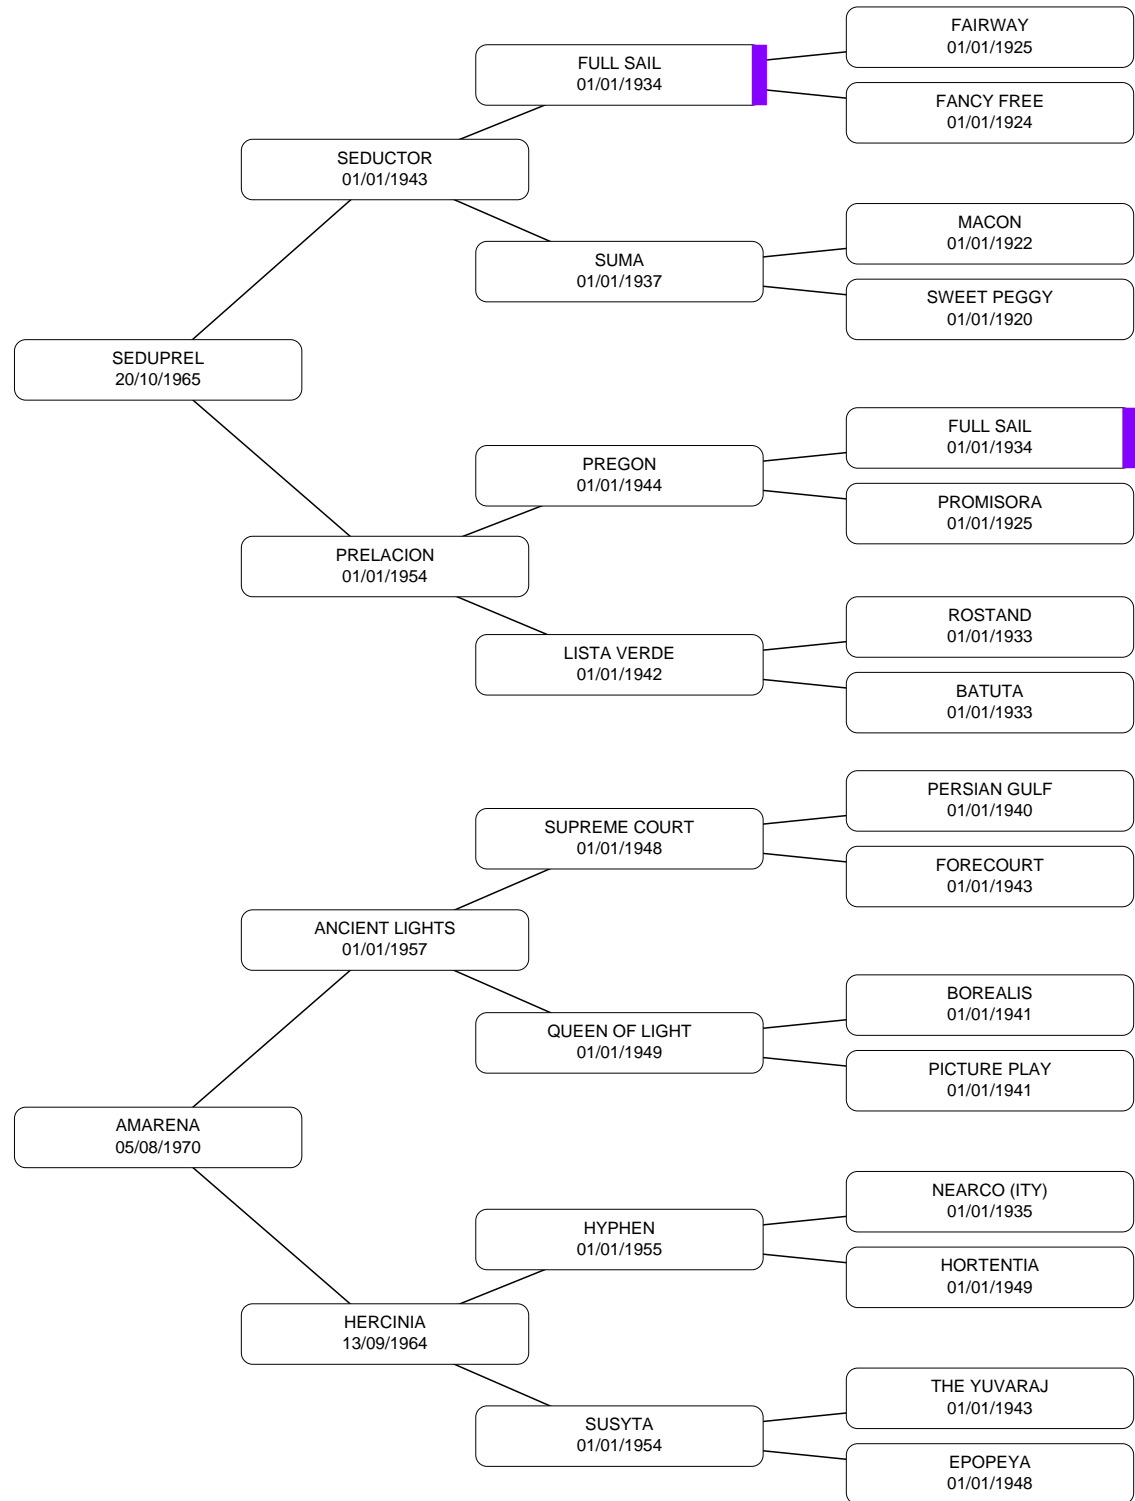 FAIRWAY
01/01/1925
FULL SAIL
01/01/1934
FANCY FREE
01/01/1924
SEDUCTOR
01/01/1943
MACON
01/01/1922
SUMA
01/01/1937
SWEET PEGGY
01/01/1920
SEDUPREL
20/10/1965
FULL SAIL
01/01/1934
PREGON
01/01/1944
PROMISORA
01/01/1925
PRELACION
01/01/1954
ROSTAND
01/01/1933
LISTA VERDE
01/01/1942
BATUTA
01/01/1933
PERSIAN GULF
01/01/1940
SUPREME COURT
01/01/1948
FORECOURT
01/01/1943
ANCIENT LIGHTS
01/01/1957
BOREALIS
01/01/1941
QUEEN OF LIGHT
01/01/1949
PICTURE PLAY
01/01/1941
AMARENA
05/08/1970
NEARCO (ITY)
01/01/1935
HYPHEN
01/01/1955
HORTENTIA
01/01/1949
HERCINIA
13/09/1964
THE YUVARAJ
01/01/1943
SUSYTA
01/01/1954
EPOPEYA
01/01/1948